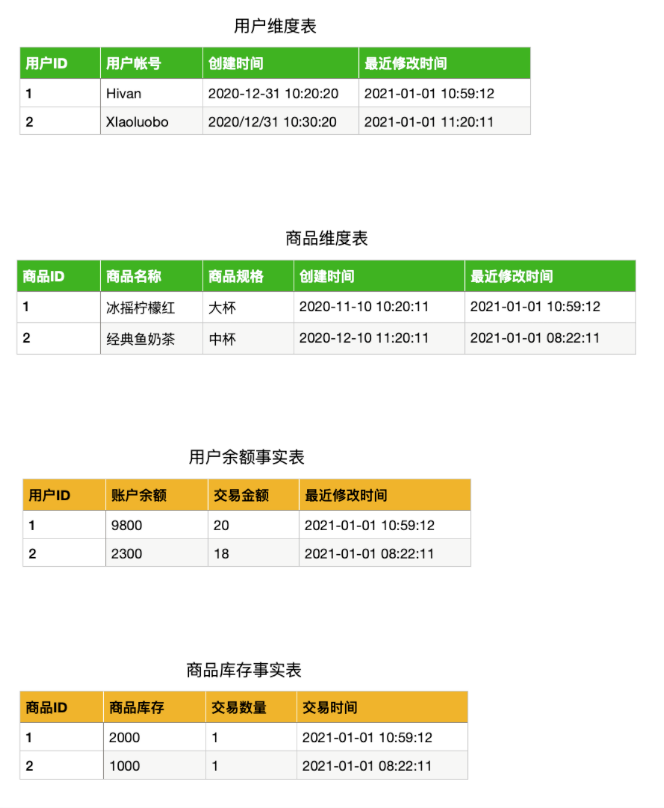 用户维度表
用户ID 用户帐号 创建时间 最近修改时间
1 Hivan 2020-12-31 10:20:20 2021-01-01 10:59:12
2 XIaoluobo 2020/12/31 10:30:20 2021-01-01 11:20:11
商品维度表
商品ID 商品名称 商品规格 创建时间 最近修改时间
1 冰摇柠檬红 大杯 2020-11-10 10:20:11 2021-01-01 10:59:12
2 经典鱼奶茶 中杯 2020-12-10 11:20:11 2021-01-01 08:22:11
用户余额事实表
用户ID 账户余额 交易金额 最近修改时间
1 9800 20 2021-01-01 10:59:12
2 2300 18 2021-01-01 08:22:11
商品库存事实表
商品ID 商品库存 交易数量 交易时间
1 2000 1 2021-01-01 10:59:12
2 1000 1 2021-01-01 08:22:11